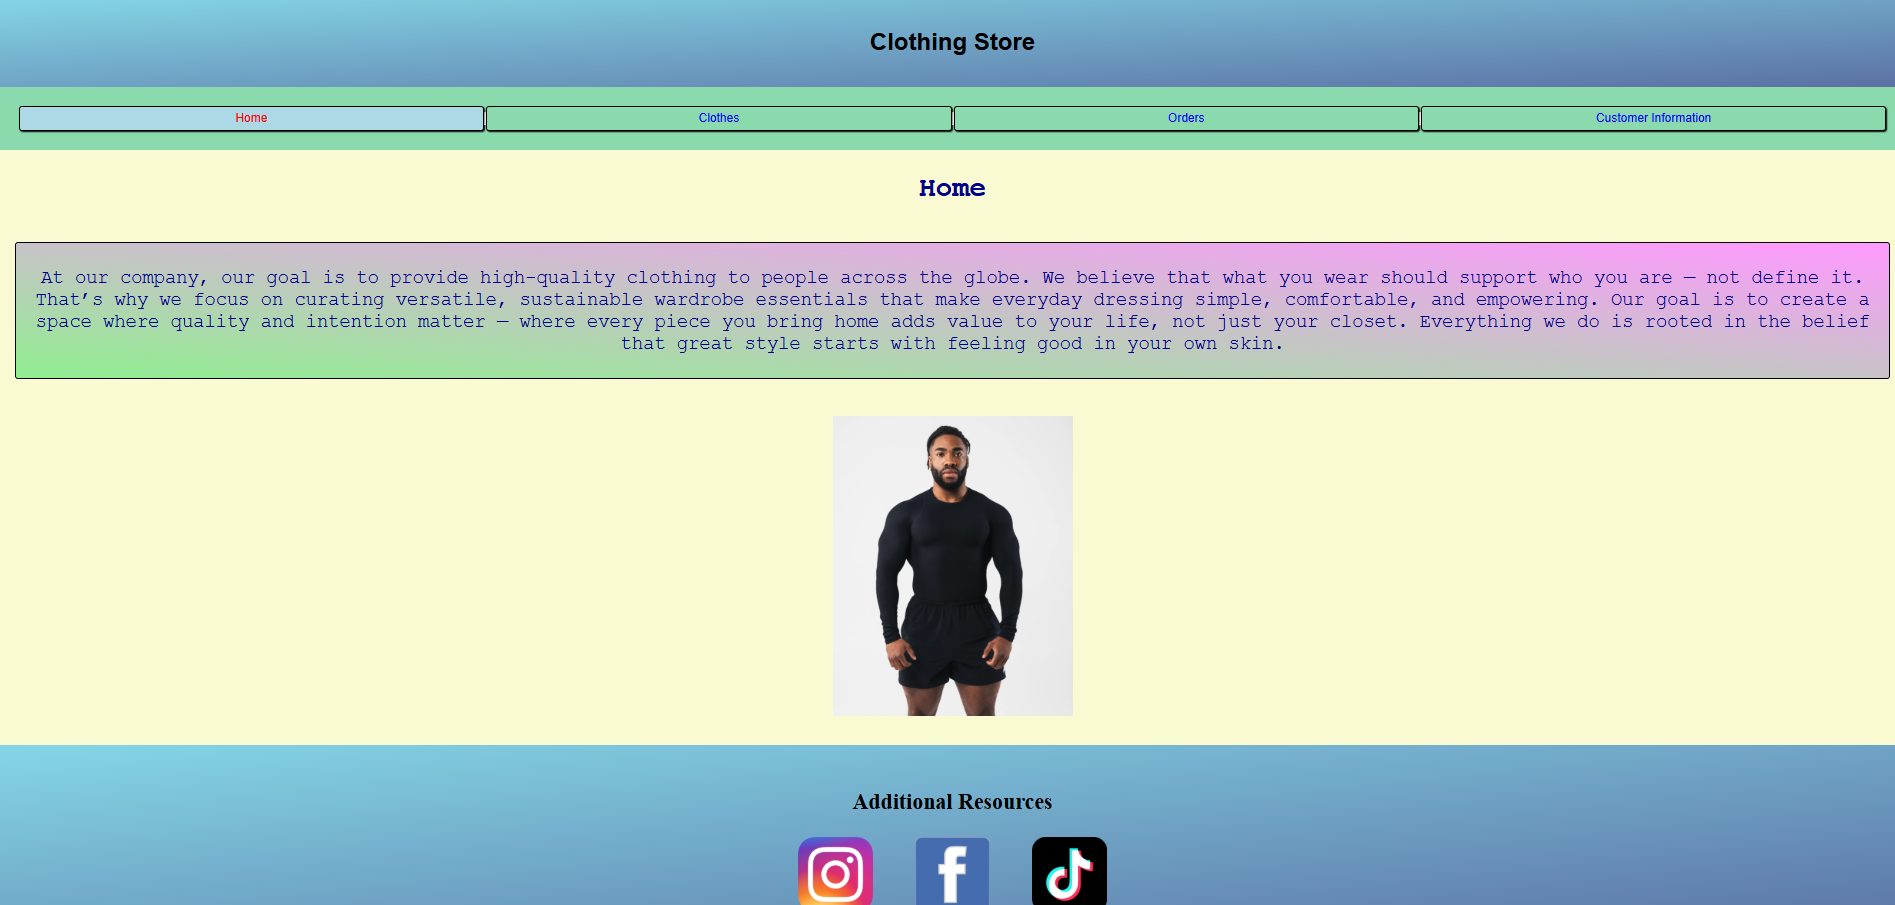 Clothing Store
Home
Clothes
Orders
Customer Information
Home
At our company, our goal is to provide high-quality clothing to people across the globe. We believe that what you wear should support who you are — not define it.
That’s why we focus on curating versatile, sustainable wardrobe essentials that make everyday dressing simple, comfortable, and empowering. Our goal is to create a
space where quality and intention matter — where every piece you bring home adds value to your life, not just your closet. Everything we do is rooted in the belief
that great style starts with feeling good in your own skin.
Additional Resources